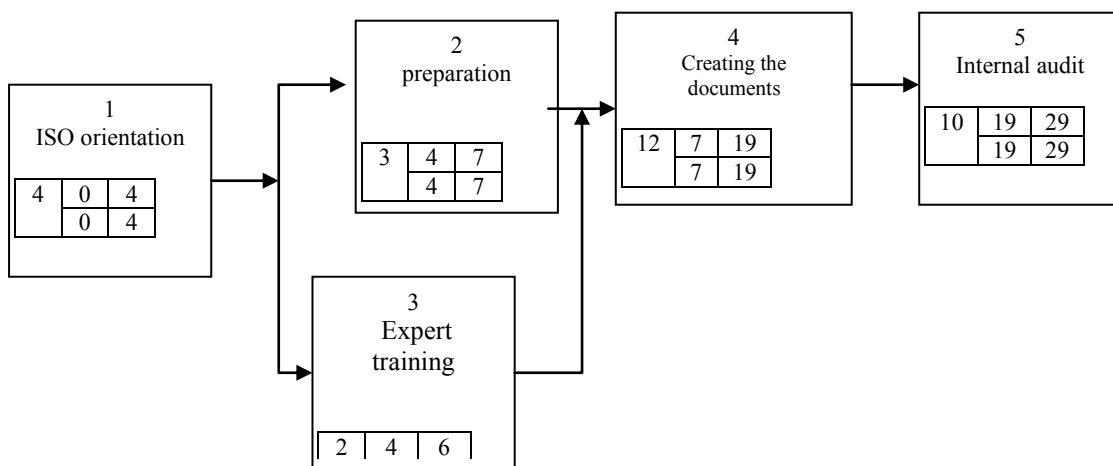 1
ISO orientation
4 0 4
0 4
2
preparation
3 4 7
4 7
3
Expert
training
2 4 6
4
Creating the
documents
12 7 19
7 19
5
Internal audit
10 19 29
19 29